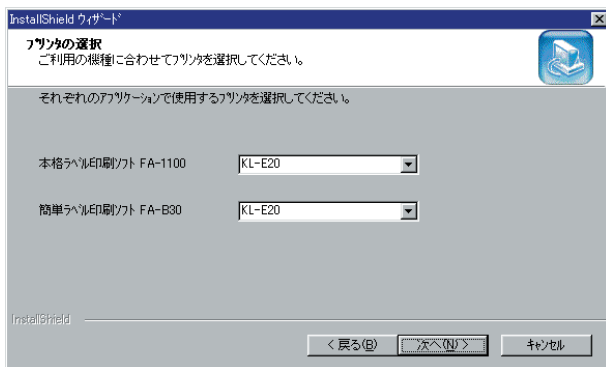 InstallShield ウィザード
プリンタの選択
ご利用の機種に合わせてプリンタを選択してください。
それぞれのアプリケーションで使用するプリンタを選択してください。
本格ラベル印刷ソフト FA-1100 KL-E20
簡単ラベル印刷ソフト FA-B30 KL-E20
InstallShield
< 戻る(B) 次へ(N) > キャンセル